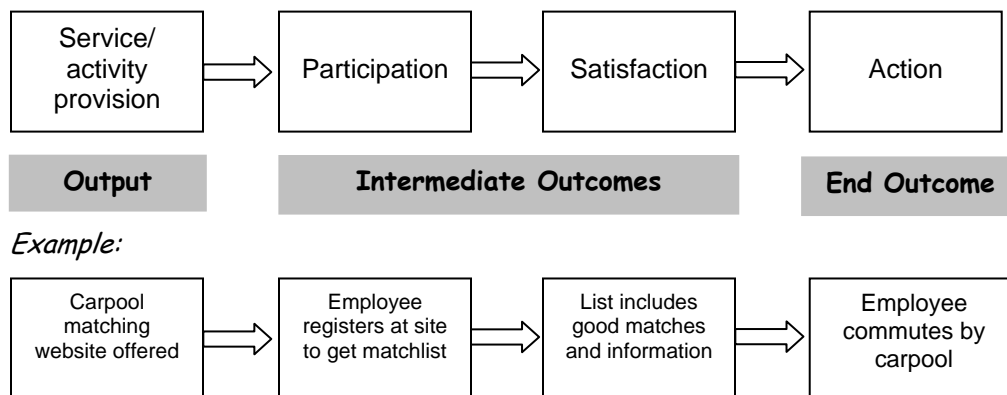 Service/
activity
provision
Participation
Satisfaction
Action
Output
Intermediate Outcomes
End Outcome
Example:
Carpool
matching
website offered
Employee
registers at site
to get matchlist
List includes
good matches
and information
Employee
commutes by
carpool